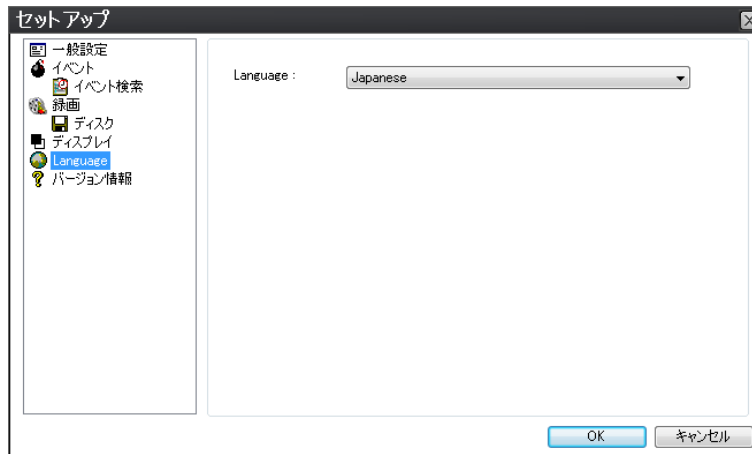 セットアップ
一般設定
イベント
イベント検索
録画
ディスク
ディスプレイ
Language
バージョン情報
Language :
Japanese
OK
キャンセル